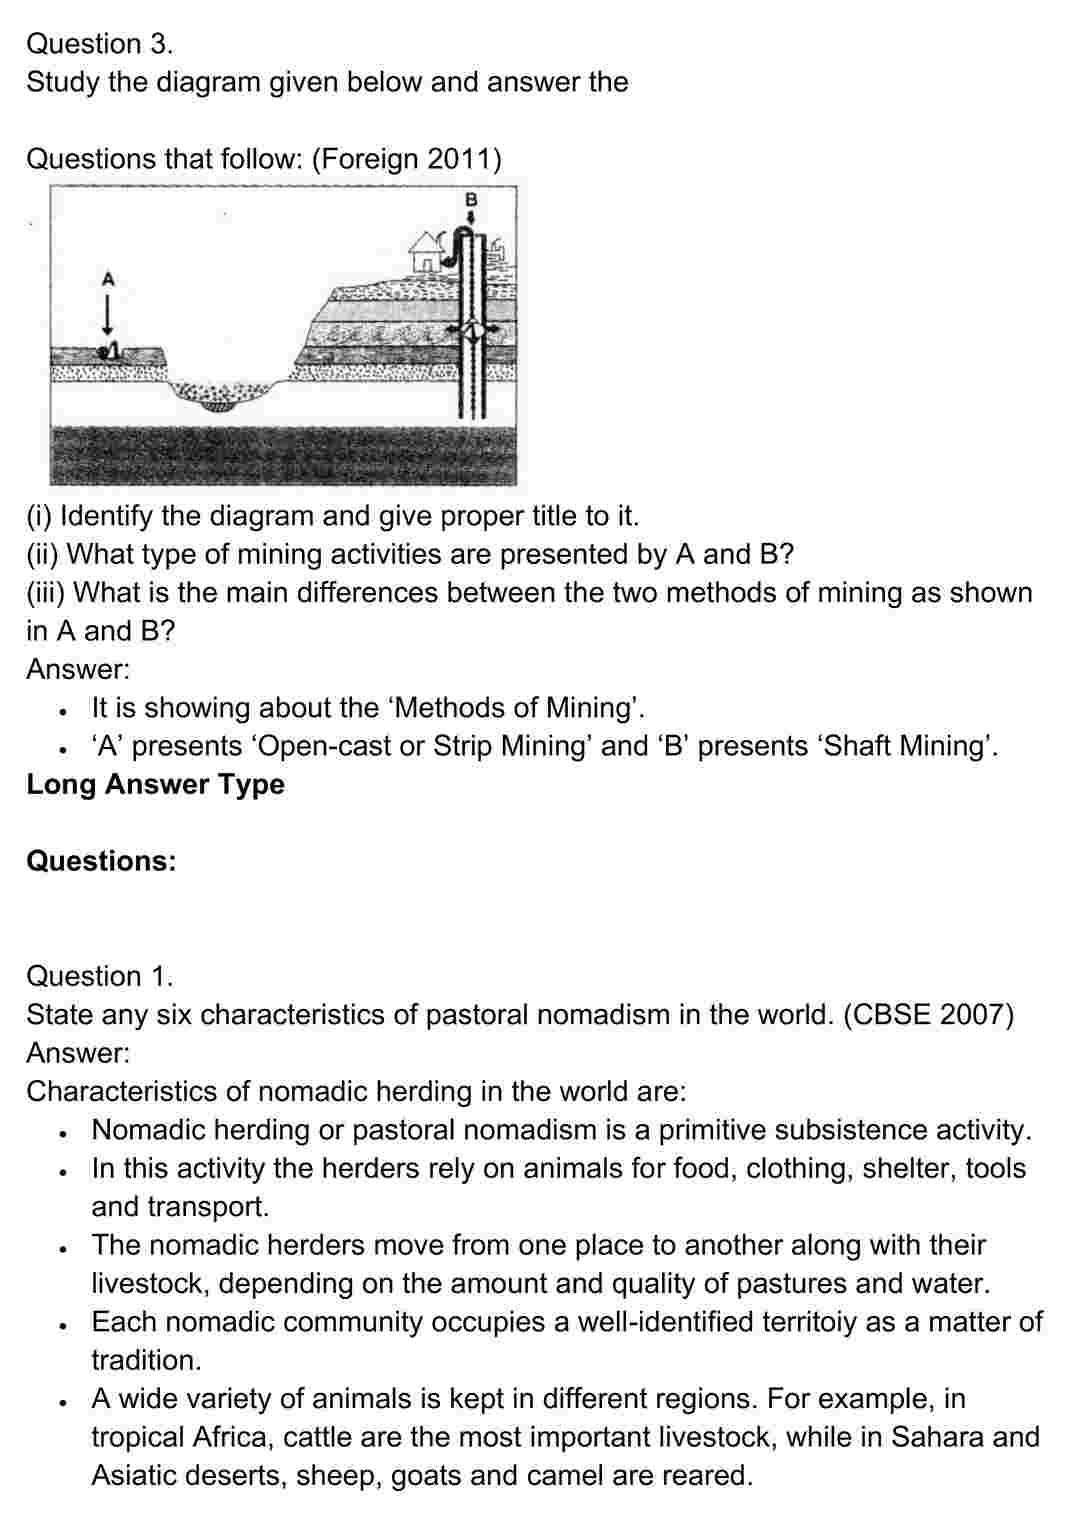 Question 3.
Study the diagram given below and answer the
Questions that follow: (Foreign 2011)
B
A
(i) Identify the diagram and give proper title to it.
(ii) What type of mining activities are presented by A and B?
(iii) What is the main differences between the two methods of mining as shown
in A and B?
Answer:
• It is showing about the ‘Methods of Mining’.
• ‘A’ presents ‘Open-cast or Strip Mining’ and ‘B’ presents ‘Shaft Mining’.
Long Answer Type
Questions:
Question 1.
State any six characteristics of pastoral nomadism in the world. (CBSE 2007)
Answer:
Characteristics of nomadic herding in the world are:
• Nomadic herding or pastoral nomadism is a primitive subsistence activity.
• In this activity the herders rely on animals for food, clothing, shelter, tools
and transport.
• The nomadic herders move from one place to another along with their
livestock, depending on the amount and quality of pastures and water.
• Each nomadic community occupies a well-identified territoiy as a matter of
tradition.
• A wide variety of animals is kept in different regions. For example, in
tropical Africa, cattle are the most important livestock, while in Sahara and
Asiatic deserts, sheep, goats and camel are reared.